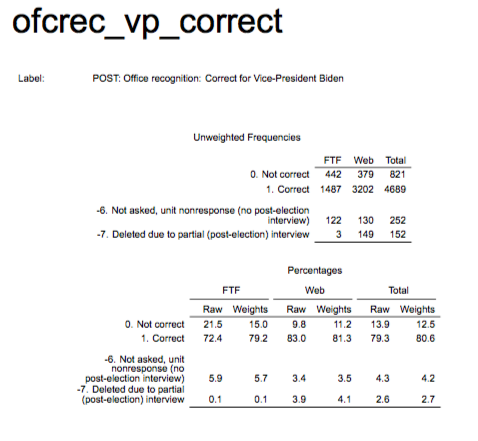 ofcrec_vp_correct
Label: POST: Office recognition: Correct for Vice-President Biden
Unweighted Frequencies
FTF Web Total
0. Not correct 442 379 821
1. Correct 1487 3202 4689
-6. Not asked, unit nonresponse (no post-election
interview) 122 130 252
-7. Deleted due to partial (post-election) interview 3 149 152
Percentages
FTF Web Total
Raw Weights Raw Weights Raw Weights
0. Not correct 21.5 15.0 9.8 11.2 13.9 12.5
1. Correct 72.4 79.2 83.0 81.3 79.3 80.6
-6. Not asked, unit
nonresponse (no
post-election interview) 5.9 5.7 3.4 3.5 4.3 4.2
-7. Deleted due to partial
(post-election) interview 0.1 0.1 3.9 4.1 2.6 2.7